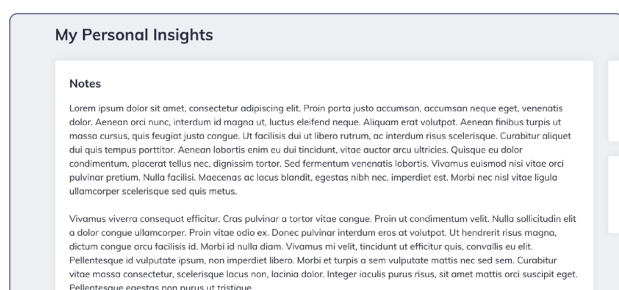 My Personal Insights
Notes
Lorem ipsum dolor sit amet, consectetur adipiscing elit. Proin porta justo accumsan, accumsan neque eget, venenatis
dolor. Aenean orci nunc, interdum id magna ut, luctus eleifend neque. Aliquam erat volutpat. Aenean finibus turpis ut
massa cursus, quis feugiat justo congue. Ut facilisis dui ut libero rutrum, ac interdum risus scelerisque. Curabitur aliquet
dui quis tempus porttitor. Aenean lobortis enim eu dui tincidunt, vitae auctor arcu ultricies. Quisque eu dolor
condimentum, placerat tellus nec, dignissim tortor. Sed fermentum venenatis lobortis. Vivamus euismod nisi vitae orci
pulvinar pretium. Nulla facilisi. Maecenas ac lacus blandit, egestas nibh nec, imperdiet est. Morbi nec nisl vitae ligula
ullamcorper scelerisque sed quis metus.
Vivamus viverra consequat efficitur. Cras pulvinar a tortor vitae congue. Proin ut condimentum velit. Nulla sollicitudin elit
a dolor congue ullamcorper. Proin vitae odio ex. Donec pulvinar interdum eros at volutpat. Ut hendrerit risus magna,
dictum congue arcu facilisis id. Morbi id nulla diam. Vivamus mi velit, tincidunt ut efficitur quis, convallis eu elit.
Pellentesque id vulputate ipsum, non imperdiet libero. Morbi et turpis a sem vulputate mattis nec sed sem. Curabitur
vitae massa consectetur, scelerisque lacus non, lacinia dolor. Integer iaculis purus risus, sit amet mattis orci suscipit eget.
Pellentesque egestas non purus ut tristique.